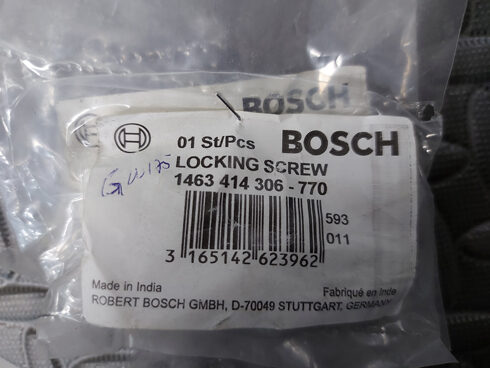 01 St/Pcs BOSCH
LOCKING SCREW
1463 414 306 - 770
593
011
3 165142 623962
Made in India Fabriqué en Inde
ROBERT BOSCH GMBH, D-70049 STUTTGART, GERMANY